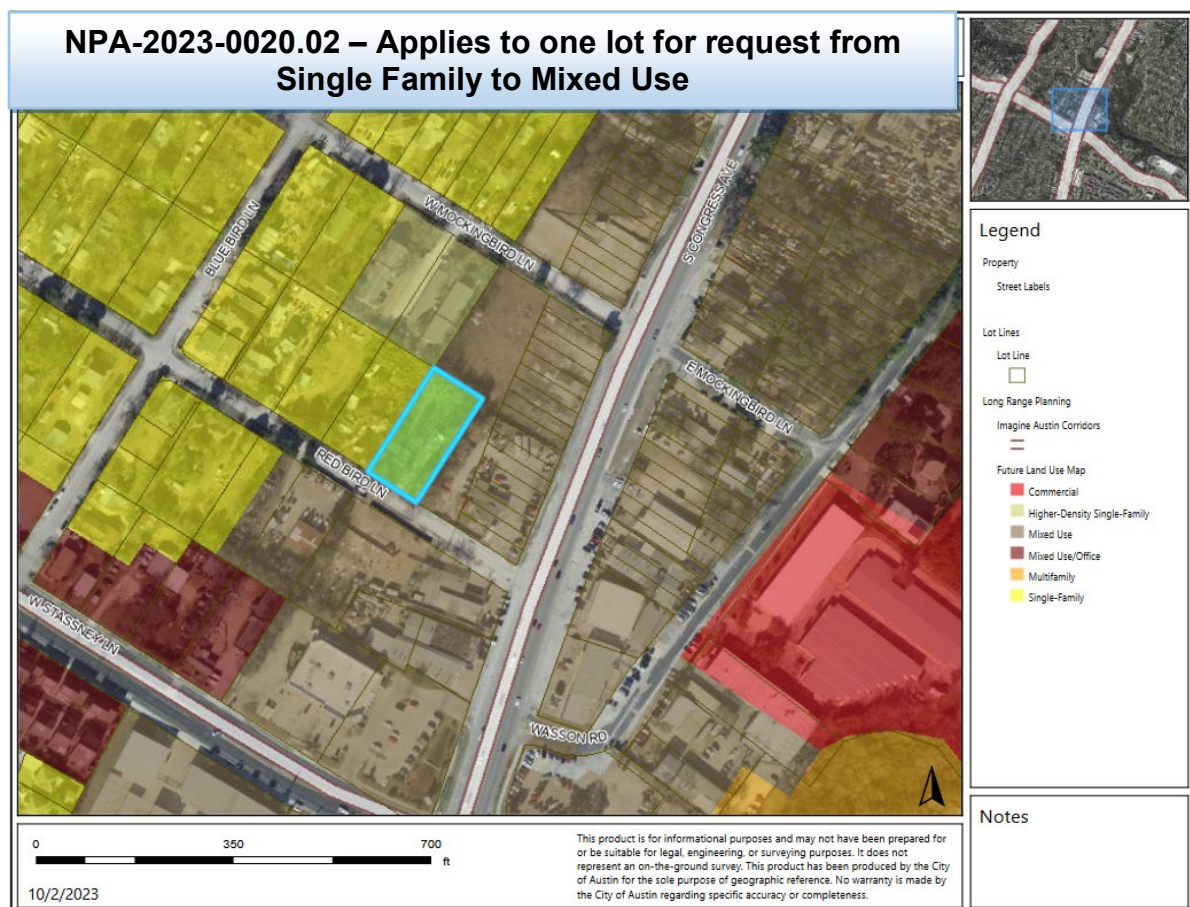 NPA-2023-0020.02 – Applies to one lot for request from
Single Family to Mixed Use
BLUE BIRD LN
W MOCKINGBIRD LN
S CONGRESS AVE
E MOCKINGBIRD LN
RED BIRD LN
W STASSNEY LN
WASSON RD
Legend
Property
Street Labels
Lot Lines
Lot Line
Long Range Planning
Imagine Austin Corridors
Future Land Use Map
Commercial
Higher-Density Single-Family
Mixed Use
Mixed Use/Office
Multifamily
Single-Family
Notes
0 350 700
ft
10/2/2023
This product is for informational purposes and may not have been prepared for
or be suitable for legal, engineering, or surveying purposes. It does not
represent an on-the-ground survey. This product has been produced by the City
of Austin for the sole purpose of geographic reference. No warranty is made by
the City of Austin regarding specific accuracy or completeness.